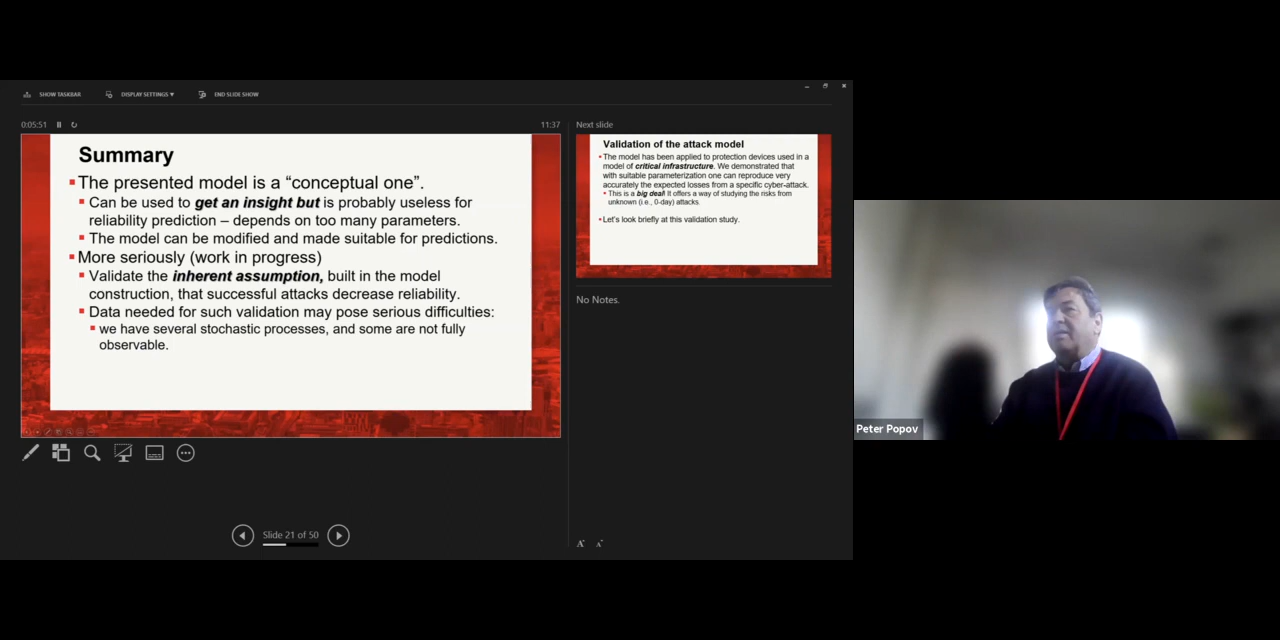 SHOW TASKBAR
DISPLAY SETTINGS ▼
END SLIDE SHOW
0:05:51
11:37
Next slide
Summary
The presented model is a “conceptual one”.
Can be used to get an insight but is probably useless for
reliability prediction – depends on too many parameters.
The model can be modified and made suitable for predictions.
More seriously (work in progress)
Validate the inherent assumption, built in the model
construction, that successful attacks decrease reliability.
Data needed for such validation may pose serious difficulties:
we have several stochastic processes, and some are not fully
observable.
Validation of the attack model
The model has been applied to protection devices used in a
model of critical infrastructure. We demonstrated that
with suitable parameterization one can reproduce very
accurately the expected losses from a specific cyber-attack.
This is a big deal! It offers a way of studying the risks from
unknown (i.e., 0-day) attacks.
Let's look briefly at this validation study.
No Notes.
Slide 21 of 50
A A
Peter Popov